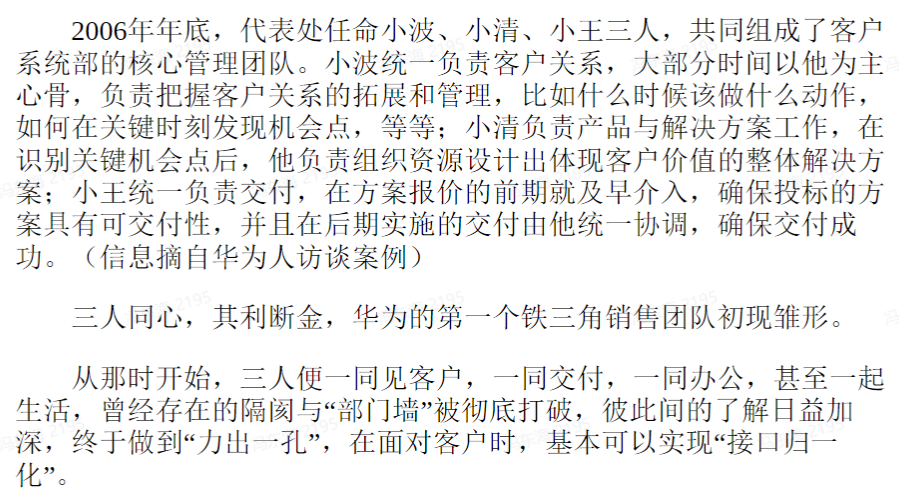 2006年年底，代表处任命小波、小清、小王三人，共同组成了客户
系统部的核心管理团队。小波统一负责客户关系，大部分时间以他为主
心骨，负责把握客户关系的拓展和管理，比如什么时候该做什么动作，
如何在关键时刻发现机会点，等等；小清负责产品与解决方案工作，在
识别关键机会点后，他负责组织资源设计出体现客户价值的整体解决方
案；小王统一负责交付，在方案报价的前期就及早介入，确保投标的方
案具有可交付性，并且在后期实施的交付由他统一协调，确保交付成
功。（信息摘自华为人访谈案例）
三人同心，其利断金，华为的第一个铁三角销售团队初现雏形。
从那时开始，三人便一同见客户，一同交付，一同办公，甚至一起
生活，曾经存在的隔阂与“部门墙”被彻底打破，彼此间的了解日益加
深，终于做到“力出一孔”，在面对客户时，基本可以实现“接口归一
化”。